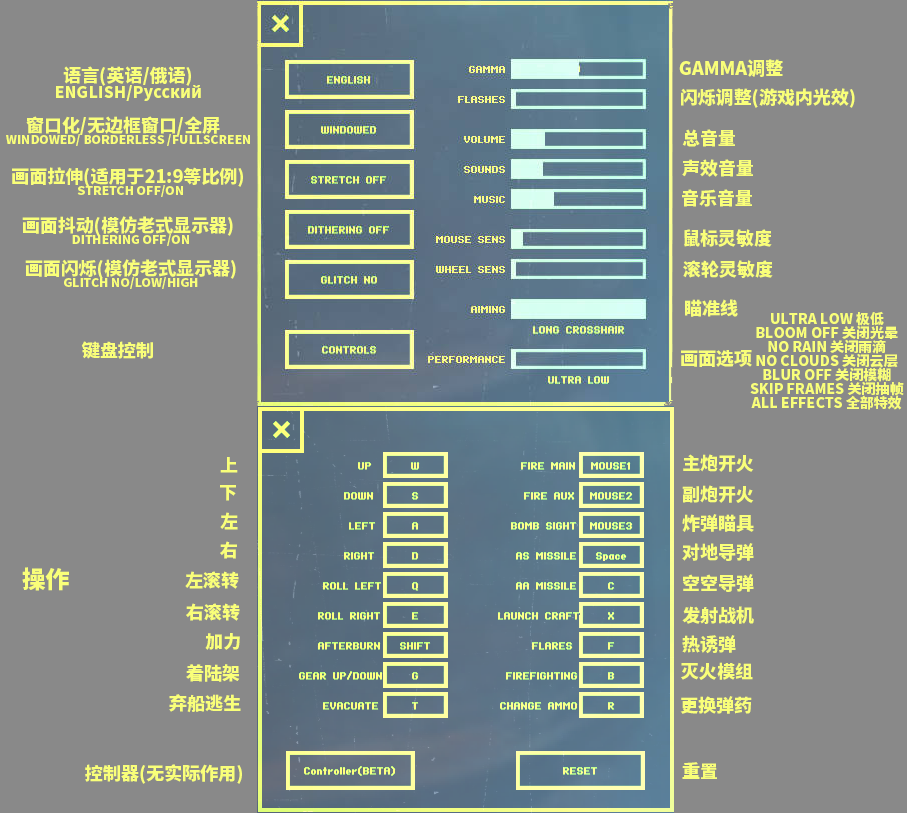 语言(英语/俄语)
ENGLISH/Русский
窗口化/无边框窗口/全屏
WINDOWED/ BORDERLESS /FULLSCREEN
画面拉伸(适用于21:9等比例)
STRETCH OFF/ON
画面抖动(模仿老式显示器)
DITHERING OFF/ON
画面闪烁(模仿老式显示器)
GLITCH NO/LOW/HIGH
键盘控制
ENGLISH
WINDOWED
STRETCH OFF
DITHERING OFF
GLITCH NO
CONTROLS
GAMMA
FLASHES
VOLUME
SOUNDS
MUSIC
MOUSE SENS
WHEEL SENS
AIMING
LONG CROSSHAIR
PERFORMANCE
ULTRA LOW
GAMMA调整
闪烁调整(游戏内光效)
总音量
声效音量
音乐音量
鼠标灵敏度
滚轮灵敏度
瞄准线
画面选项
ULTRA LOW 极低
BLOOM OFF 关闭光晕
NO RAIN 关闭雨滴
NO CLOUDS 关闭云层
BLUR OFF 关闭模糊
SKIP FRAMES 关闭抽帧
ALL EFFECTS 全部特效
操作
上
下
左
右
左滚转
右滚转
加力
着陆架
弃船逃生
控制器(无实际作用)
UP W
DOWN S
LEFT A
RIGHT D
ROLL LEFT Q
ROLL RIGHT E
AFTERBURN SHIFT
GEAR UP/DOWN G
EVACUATE T
Controller(BETA)
FIRE MAIN MOUSE1
FIRE AUX MOUSE2
BOMB SIGHT MOUSE3
AS MISSILE Space
AA MISSILE C
LAUNCH CRAFT X
FLARES F
FIREFIGHTING B
CHANGE AMMO R
RESET
主炮开火
副炮开火
炸弹瞄具
对地导弹
空空导弹
发射战机
热诱弹
灭火模组
更换弹药
重置